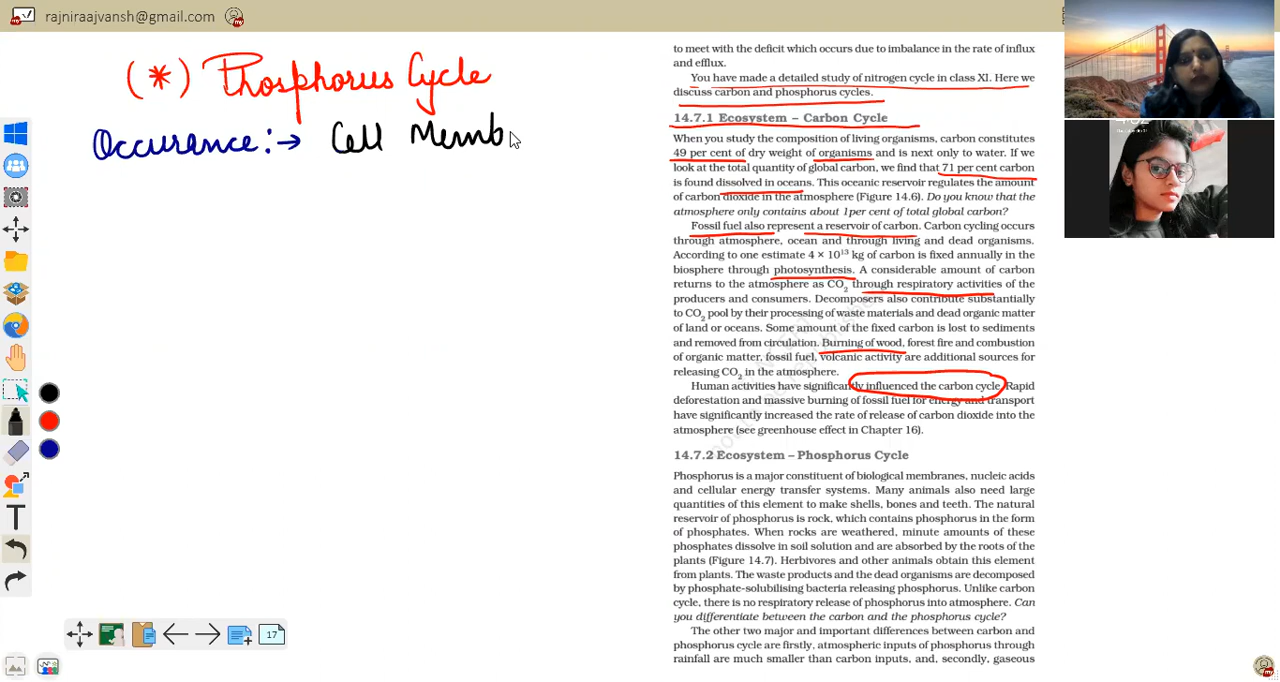 rajniraajvansh@gmail.com
(*) Phosphorus Cycle
Occurance:→ Cell Memb
T
17
to meet with the deficit which occurs due to imbalance in the rate of influx
and efflux.
You have made a detailed study of nitrogen cycle in class XI. Here we
discuss carbon and phosphorus cycles.
14.7.1 Ecosystem – Carbon Cycle
When you study the composition of living organisms, carbon constitutes
49 per cent of dry weight of organisms and is next only to water. If we
look at the total quantity of global carbon, we find that 71 per cent carbon
is found dissolved in oceans. This oceanic reservoir regulates the amount
of carbon dioxide in the atmosphere (Figure 14.6). Do you know that the
atmosphere only contains about 1per cent of total global carbon?
Fossil fuel also represent a reservoir of carbon. Carbon cycling occurs
through atmosphere, ocean and through living and dead organisms.
According to one estimate 4 × 10¹³ kg of carbon is fixed annually in the
biosphere through photosynthesis. A considerable amount of carbon
returns to the atmosphere as CO₂ through respiratory activities of the
producers and consumers. Decomposers also contribute substantially
to CO₂ pool by their processing of waste materials and dead organic matter
of land or oceans. Some amount of the fixed carbon is lost to sediments
and removed from circulation. Burning of wood, forest fire and combustion
of organic matter, fossil fuel, volcanic activity are additional sources for
releasing CO₂ in the atmosphere.
Human activities have significantly influenced the carbon cycle. Rapid
deforestation and massive burning of fossil fuel for energy and transport
have significantly increased the rate of release of carbon dioxide into the
atmosphere (see greenhouse effect in Chapter 16).
14.7.2 Ecosystem – Phosphorus Cycle
Phosphorus is a major constituent of biological membranes, nucleic acids
and cellular energy transfer systems. Many animals also need large
quantities of this element to make shells, bones and teeth. The natural
reservoir of phosphorus is rock, which contains phosphorus in the form
of phosphates. When rocks are weathered, minute amounts of these
phosphates dissolve in soil solution and are absorbed by the roots of the
plants (Figure 14.7). Herbivores and other animals obtain this element
from plants. The waste products and the dead organisms are decomposed
by phosphate-solubilising bacteria releasing phosphorus. Unlike carbon
cycle, there is no respiratory release of phosphorus into atmosphere. Can
you differentiate between the carbon and the phosphorus cycle?
The other two major and important differences between carbon and
phosphorus cycle are firstly, atmospheric inputs of phosphorus through
rainfall are much smaller than carbon inputs, and, secondly, gaseous